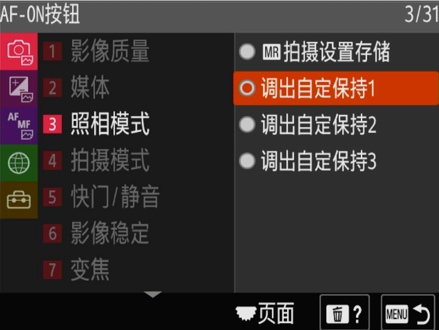 AF-ON按钮 3/31
1 影像质量
2 媒体
3 照相模式
4 拍摄模式
5 快门/静音
6 影像稳定
7 变焦
AF MF
MR 拍摄设置存储
调出自定保持1
调出自定保持2
调出自定保持3
页面 ? MENU